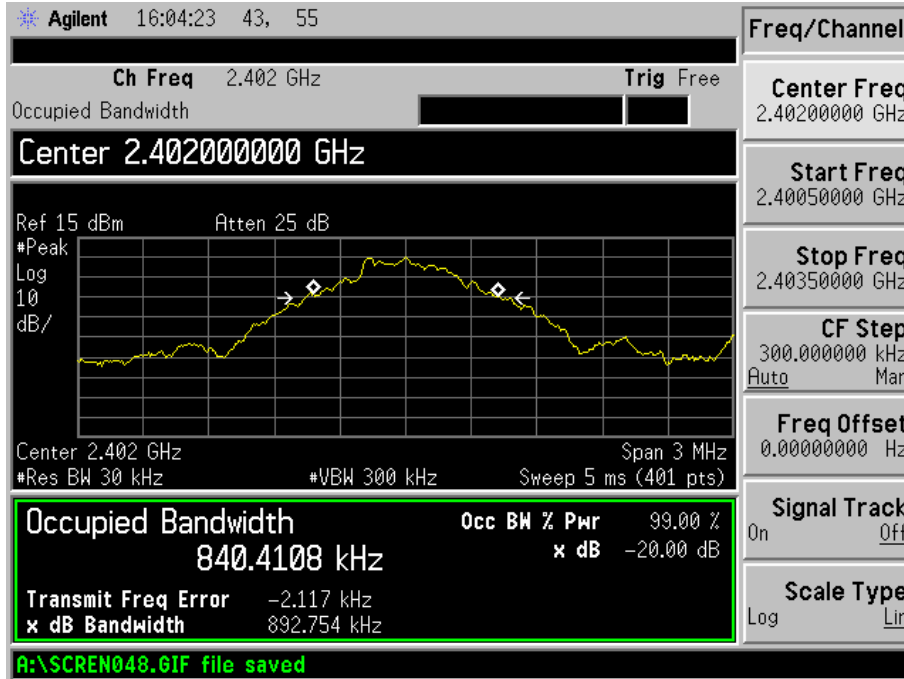 Agilent 16:04:23 43, 55
Ch Freq 2.402 GHz Trig Free
Occupied Bandwidth
Center 2.402000000 GHz
Ref 15 dBm Atten 25 dB
#Peak
Log
10
dB/
Center 2.402 GHz Span 3 MHz
#Res BW 30 kHz #VBW 300 kHz Sweep 5 ms (401 pts)
Occupied Bandwidth Occ BW % Pwr 99.00 %
840.4108 kHz x dB -20.00 dB
Transmit Freq Error -2.117 kHz
x dB Bandwidth 892.754 kHz
A:\SCREN048.GIF file saved
Freq/Channel
Center Freq
2.40200000 GHz
Start Freq
2.40050000 GHz
Stop Freq
2.40350000 GHz
CF Step
300.000000 kHz
Auto Man
Freq Offset
0.00000000 Hz
Signal Track
On Off
Scale Type
Log Lin